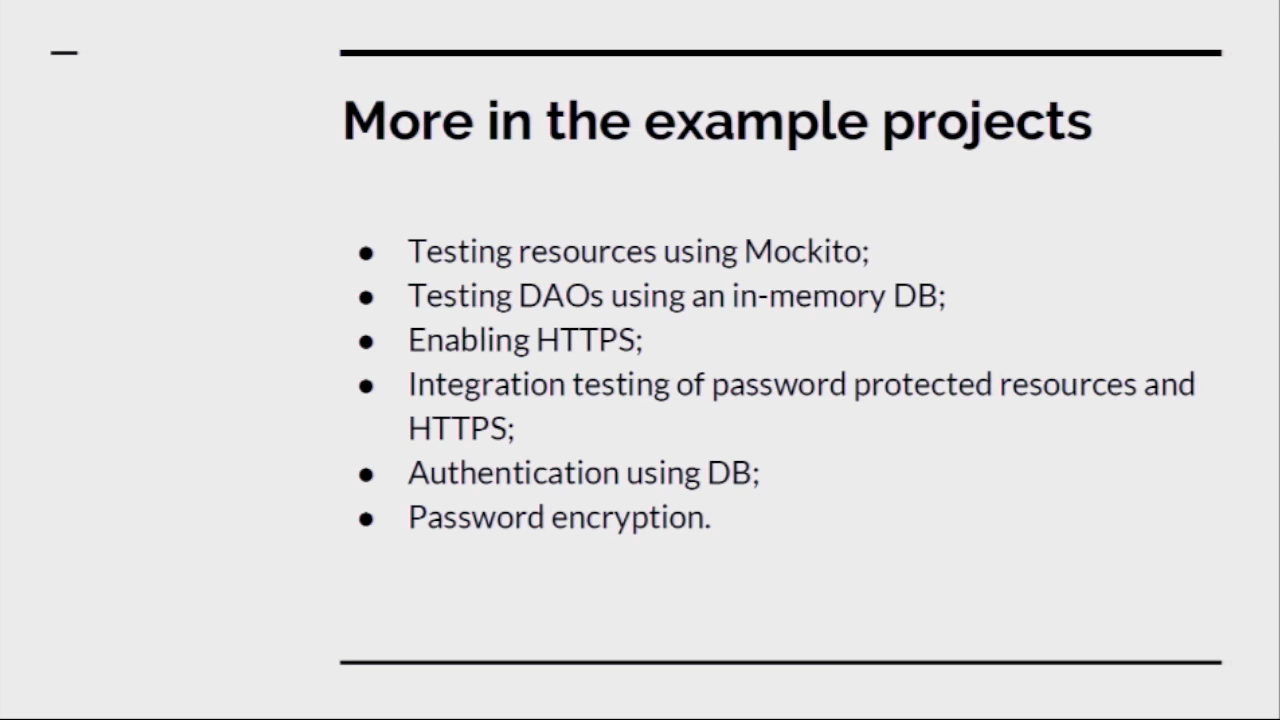 More in the example projects
● Testing resources using Mockito;
● Testing DAOs using an in-memory DB;
● Enabling HTTPS;
● Integration testing of password protected resources and
HTTPS;
● Authentication using DB;
● Password encryption.